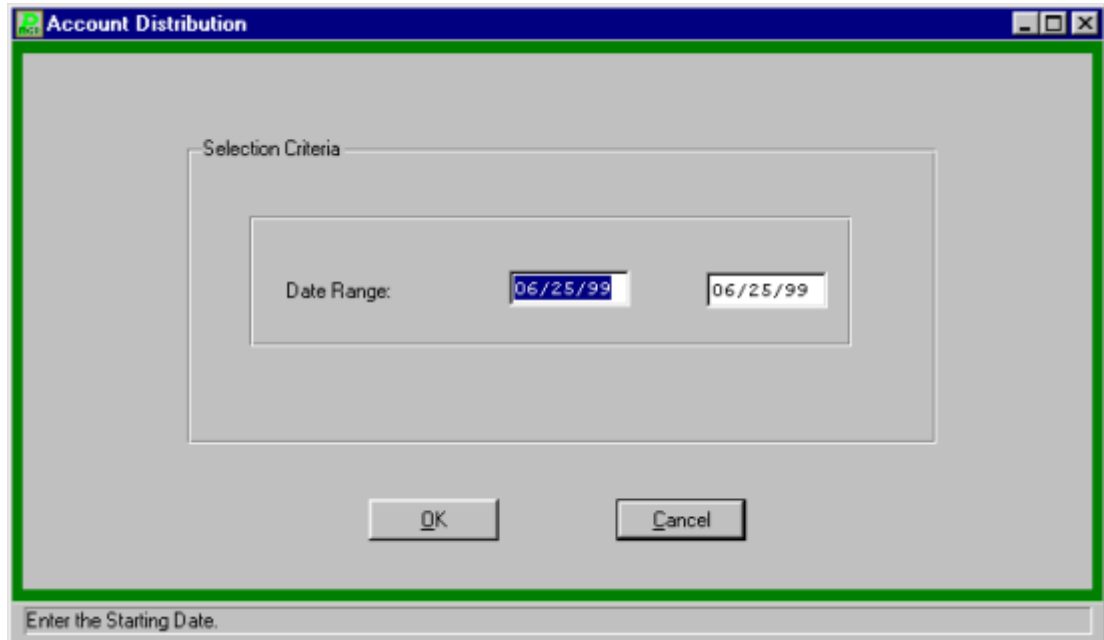 Account Distribution
Selection Criteria
Date Range: 06/25/99 06/25/99
OK Cancel
Enter the Starting Date.